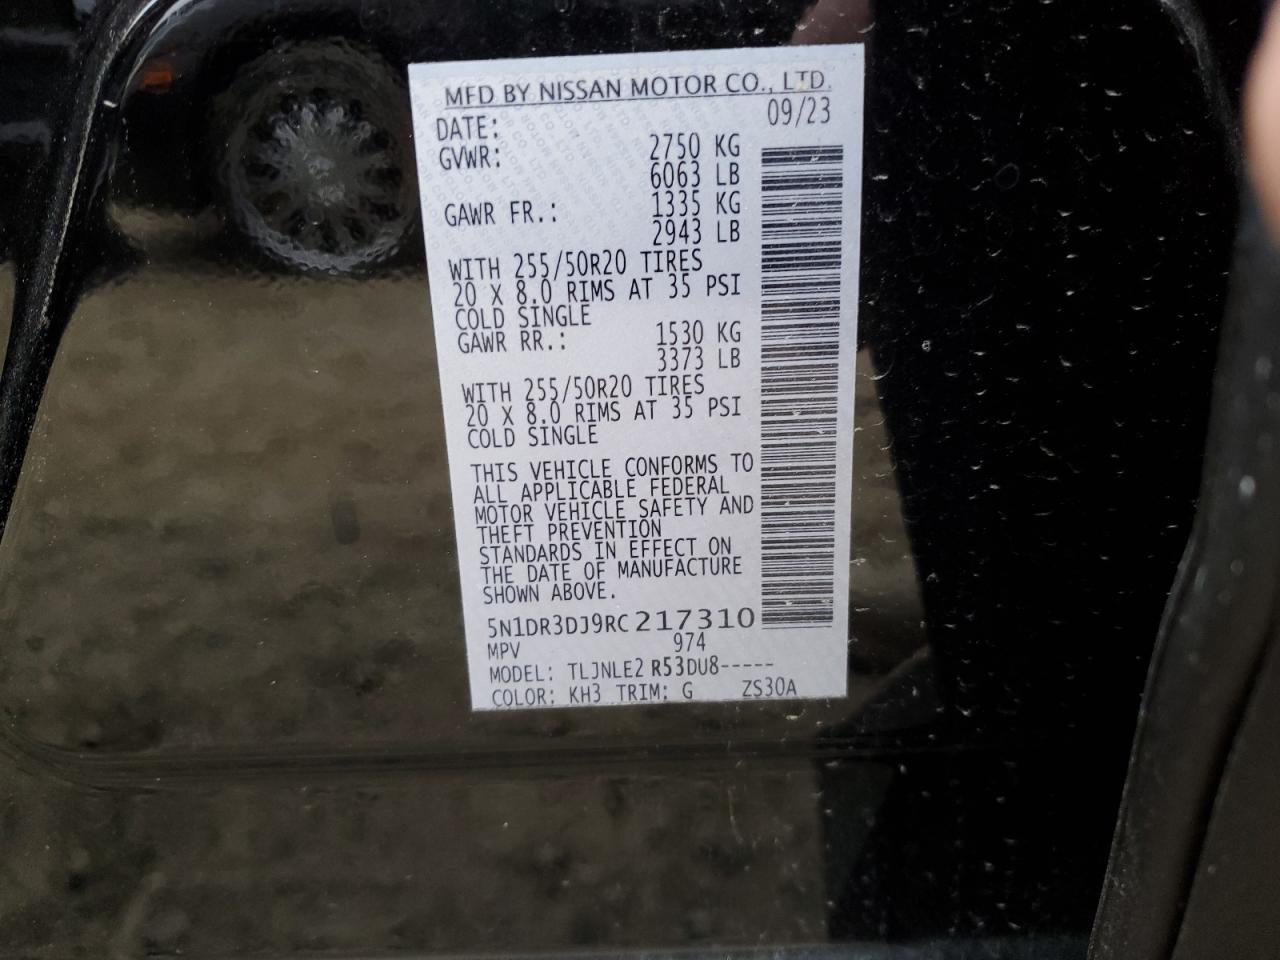 MFD BY NISSAN MOTOR CO., LTD.
DATE: 09/23
GVWR: 2750 KG
6063 LB
GAWR FR.: 1335 KG
2943 LB
WITH 255/50R20 TIRES
20 X 8.0 RIMS AT 35 PSI
COLD SINGLE
GAWR RR.: 1530 KG
3373 LB
WITH 255/50R20 TIRES
20 X 8.0 RIMS AT 35 PSI
COLD SINGLE
THIS VEHICLE CONFORMS TO
ALL APPLICABLE FEDERAL
MOTOR VEHICLE SAFETY AND
THEFT PREVENTION
STANDARDS IN EFFECT ON
THE DATE OF MANUFACTURE
SHOWN ABOVE.
5N1DR3DJ9RC217310
MPV 974
MODEL: TLJNLE2 R53DU8-----
COLOR: KH3 TRIM: G ZS30A